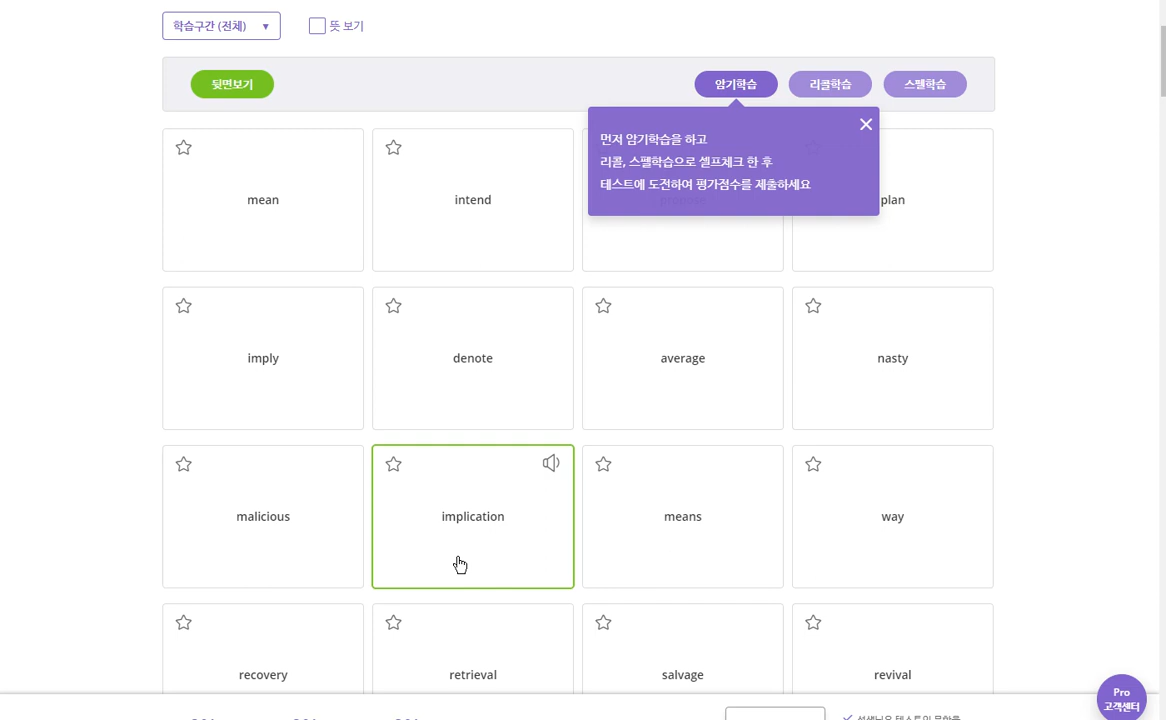 학습구간 (전체) ▼
뜻 보기
뒷면보기
암기학습
리콜학습
스펠학습
먼저 암기학습을 하고
리콜, 스펠학습으로 셀프체크 한 후
테스트에 도전하여 평가점수를 제출하세요
mean
intend
plan
imply
denote
average
nasty
malicious
implication
means
way
recovery
retrieval
salvage
revival
Pro
고객센터